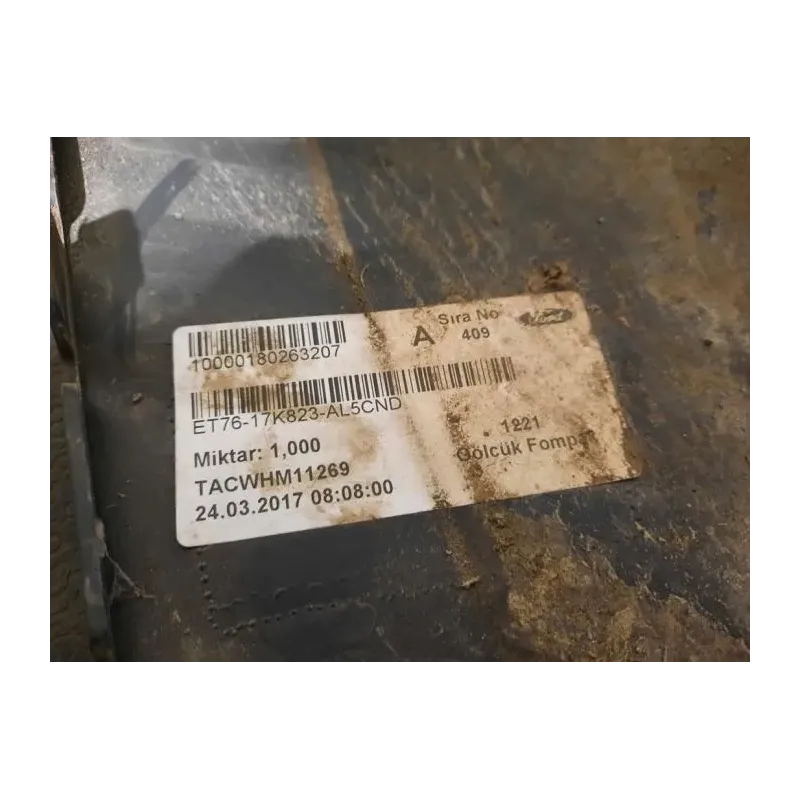 10000180263207
A
Sıra No
409
ET76-17K823-AL5CND
Miktar: 1,000
TACWHM11269
24.03.2017 08:08:00
1221
Gölcük